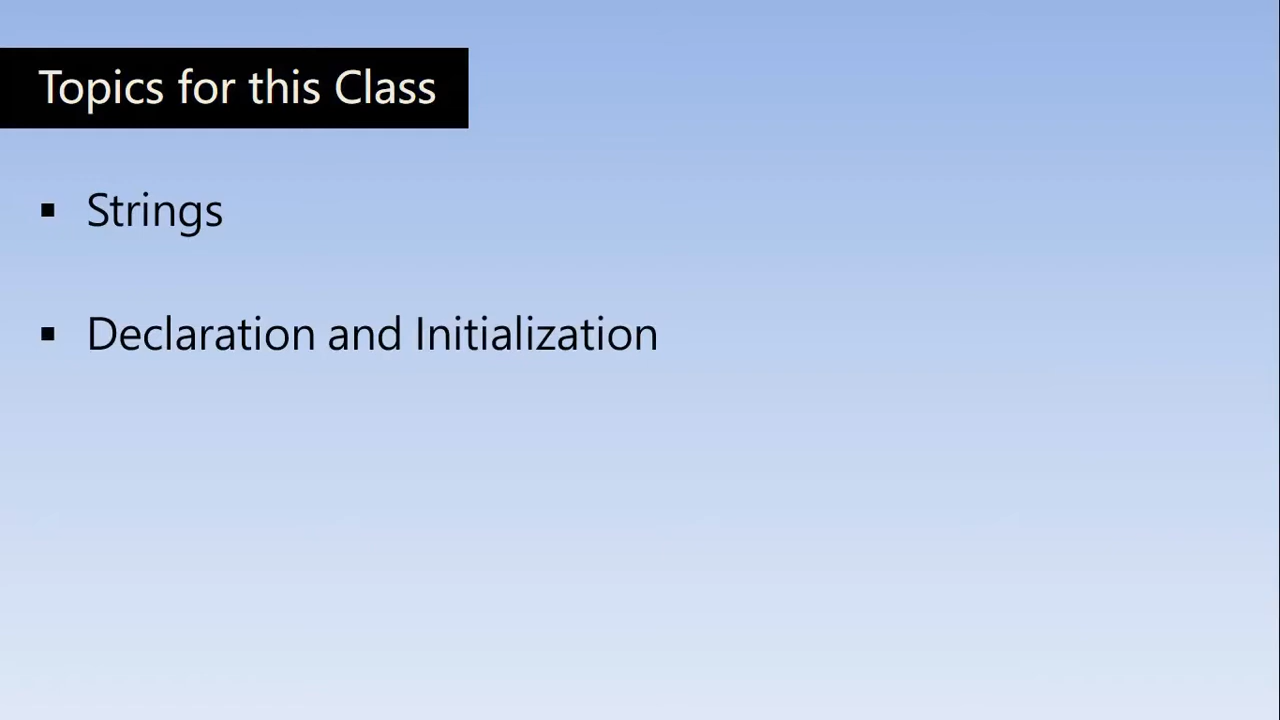 Topics for this Class
▪ Strings
▪ Declaration and Initialization